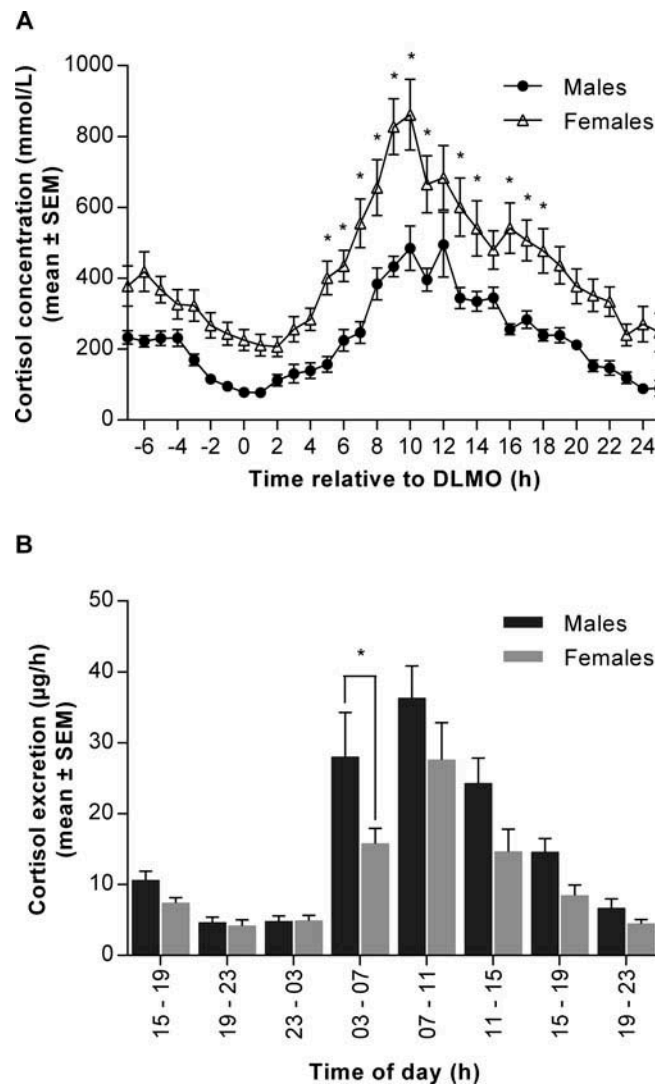 A
Cortisol concentration (mmol/L)
(mean ± SEM)
1000
800
600
400
200
0
Males
Females
* * * * * * * * * * * * *
-6 -4 -2 0 2 4 6 8 10 12 14 16 18 20 22 24
Time relative to DLMO (h)
B
Cortisol excretion (µg/h)
(mean ± SEM)
50
40
30
20
10
0
Males
Females
*
15 - 19
19 - 23
23 - 03
03 - 07
07 - 11
11 - 15
15 - 19
19 - 23
Time of day (h)